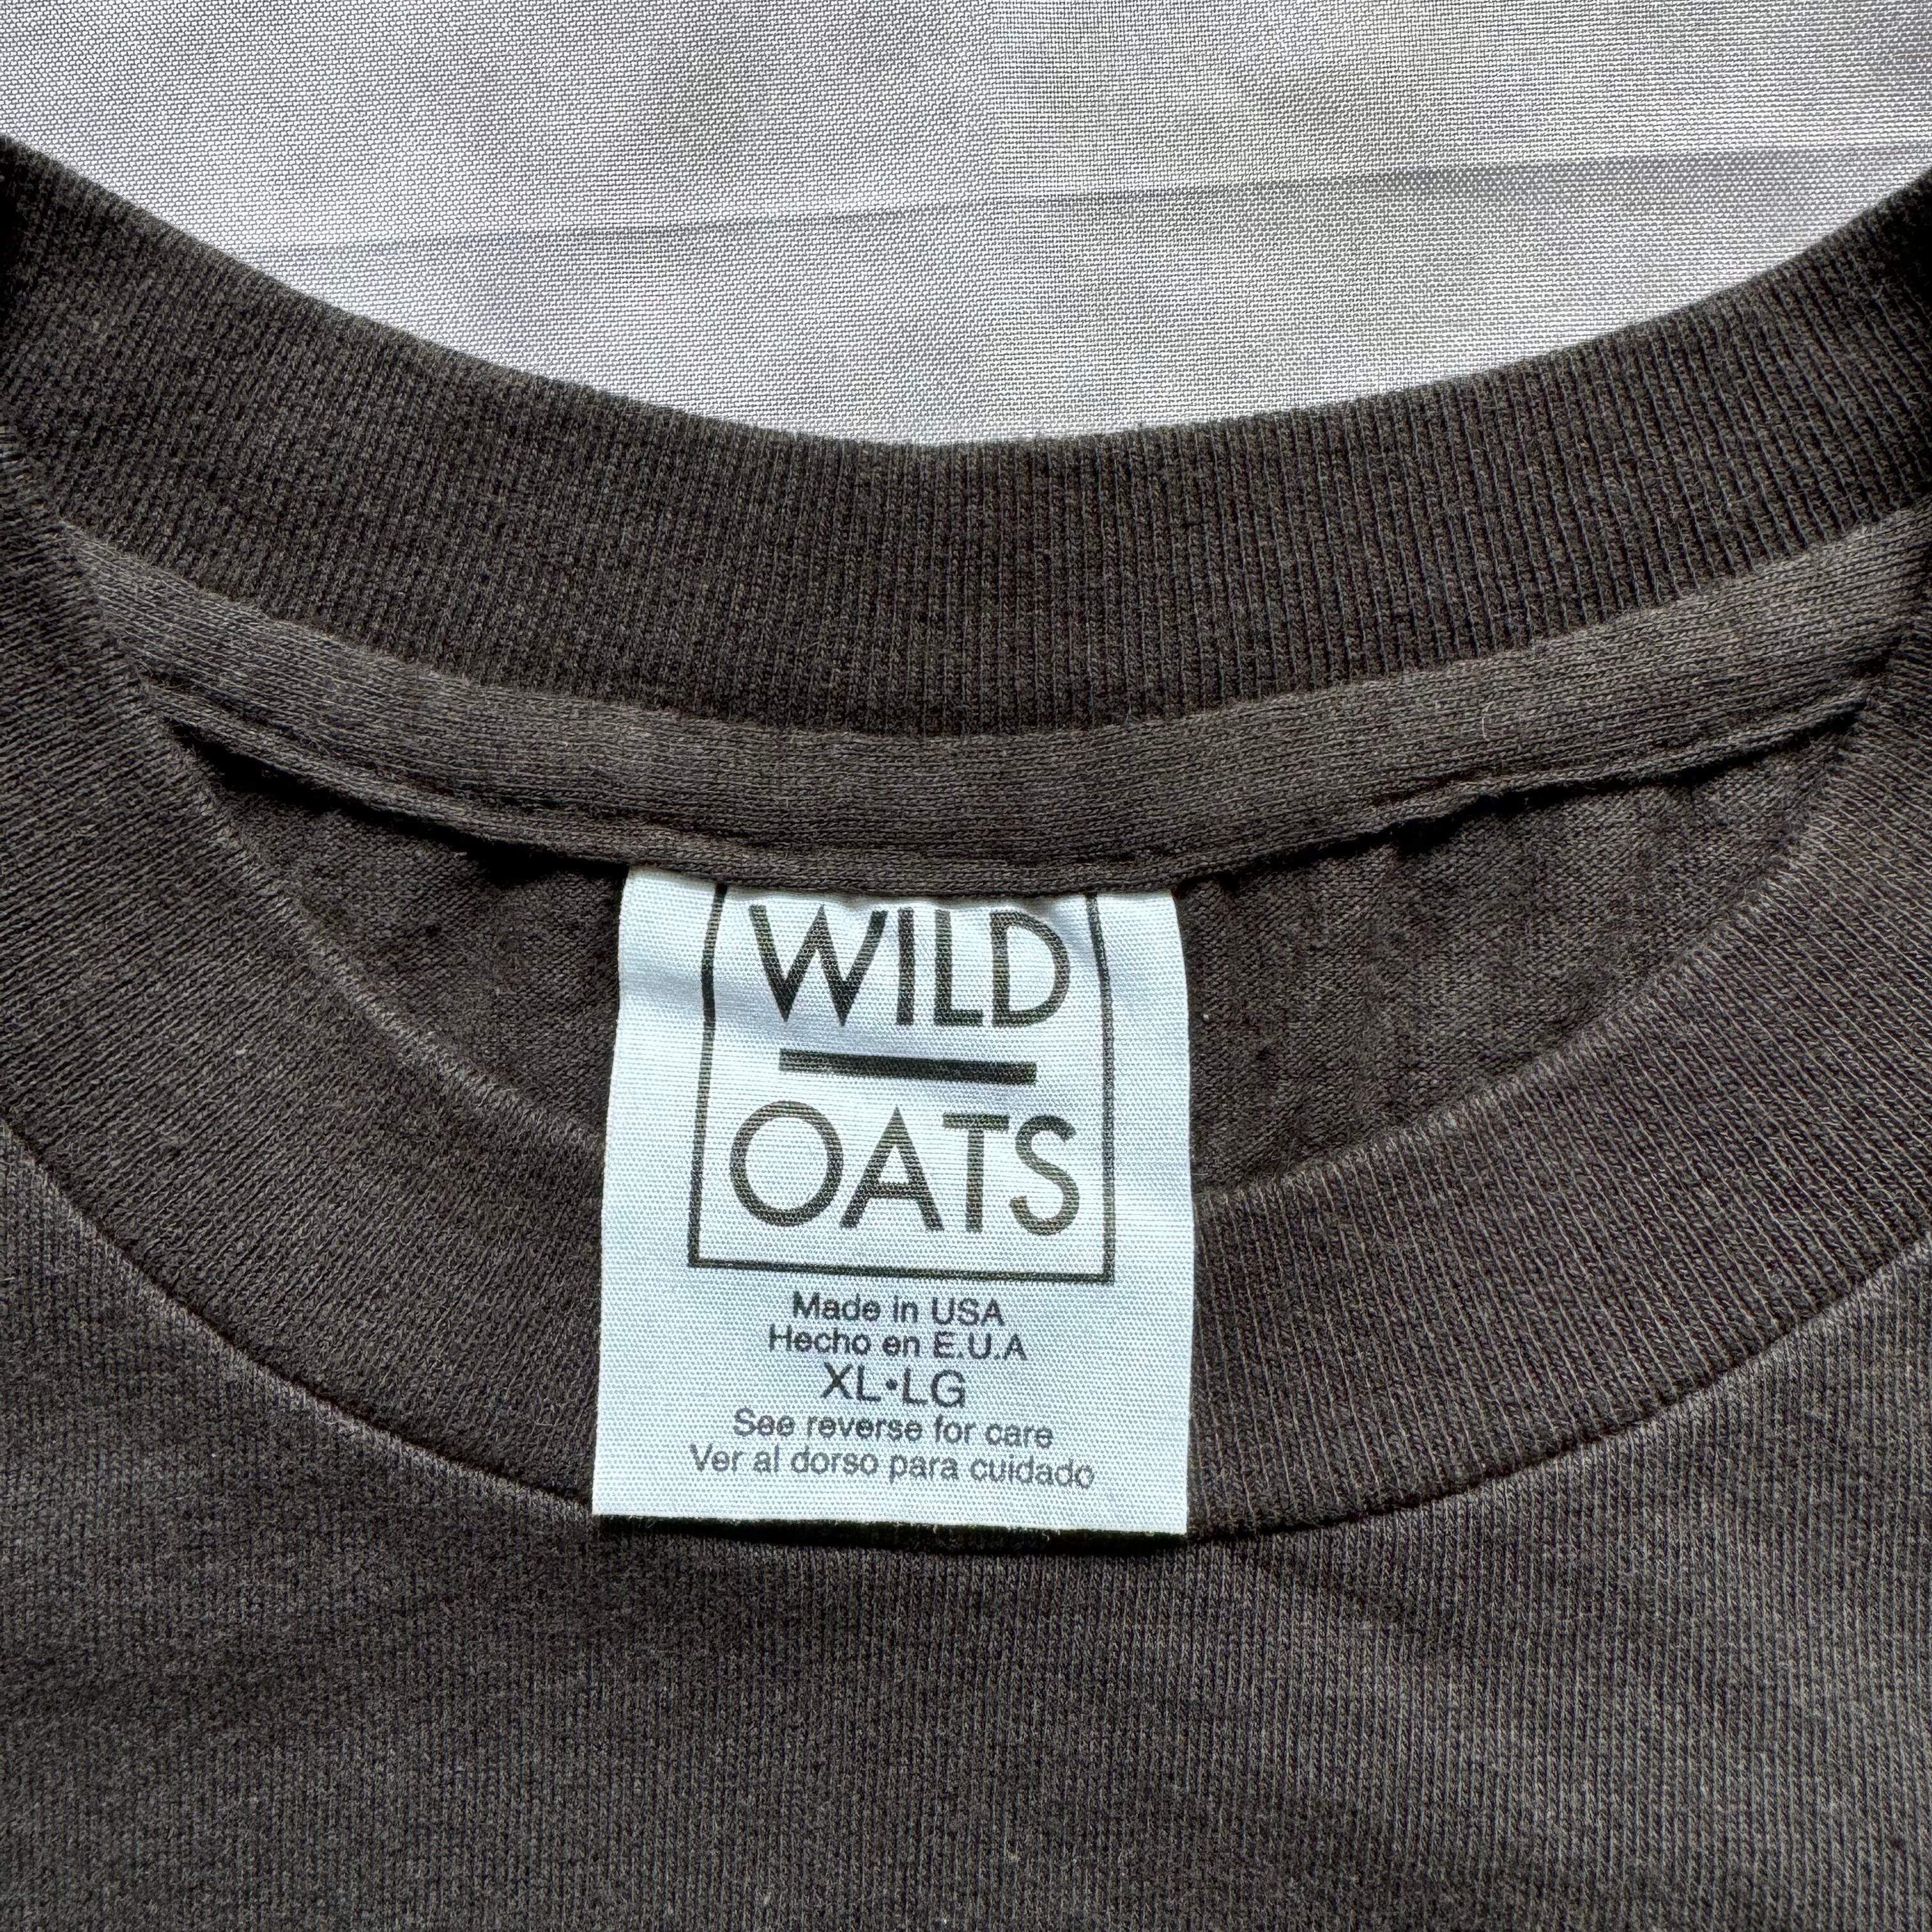 WILD
OATS
Made in USA
Hecho en E.U.A
XL•LG
See reverse for care
Ver al dorso para cuidado